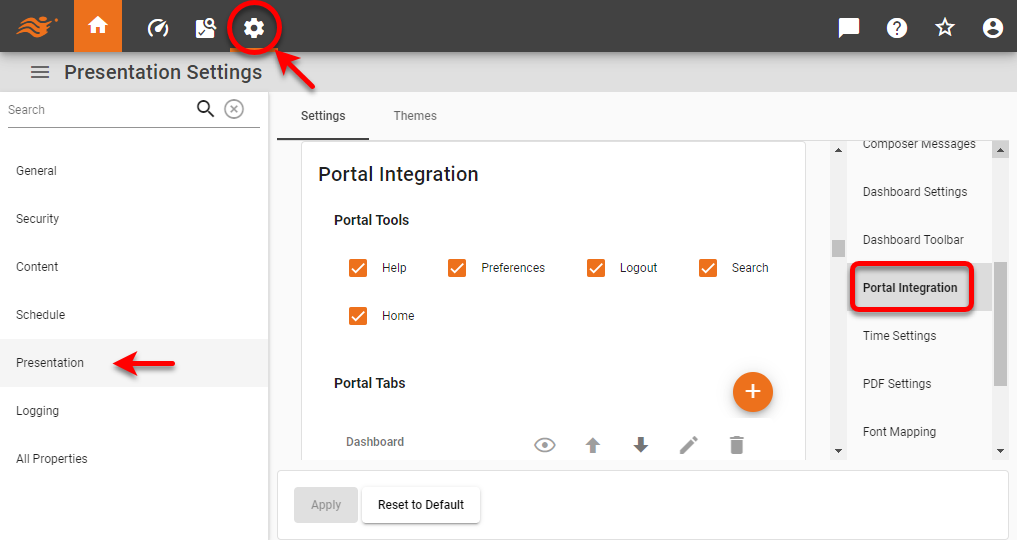 Presentation Settings
Search
General
Security
Content
Schedule
Presentation
Logging
All Properties
Settings
Themes
Portal Integration
Portal Tools
Help
Preferences
Logout
Search
Home
Portal Tabs
Dashboard
Apply
Reset to Default
Composer Messages
Dashboard Settings
Dashboard Toolbar
Portal Integration
Time Settings
PDF Settings
Font Mapping